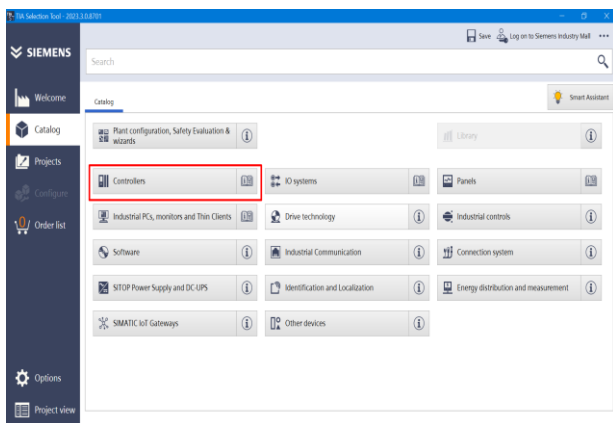 TIA Selection Tool - 2023.3.0.8701
Save
Log on to Siemens Industry Mall
SIEMENS
Search
Welcome
Catalog
Smart Assistant
Catalog
Plant configuration, Safety Evaluation &
wizards
Library
Projects
Controllers
IO systems
Panels
Configure
Industrial PCs, monitors and Thin Clients
Drive technology
Industrial controls
0
Order list
Software
Industrial Communication
Connection system
SITOP Power Supply and DC-UPS
Identification and Localization
Energy distribution and measurement
SIMATIC IoT Gateways
Other devices
Options
Project view